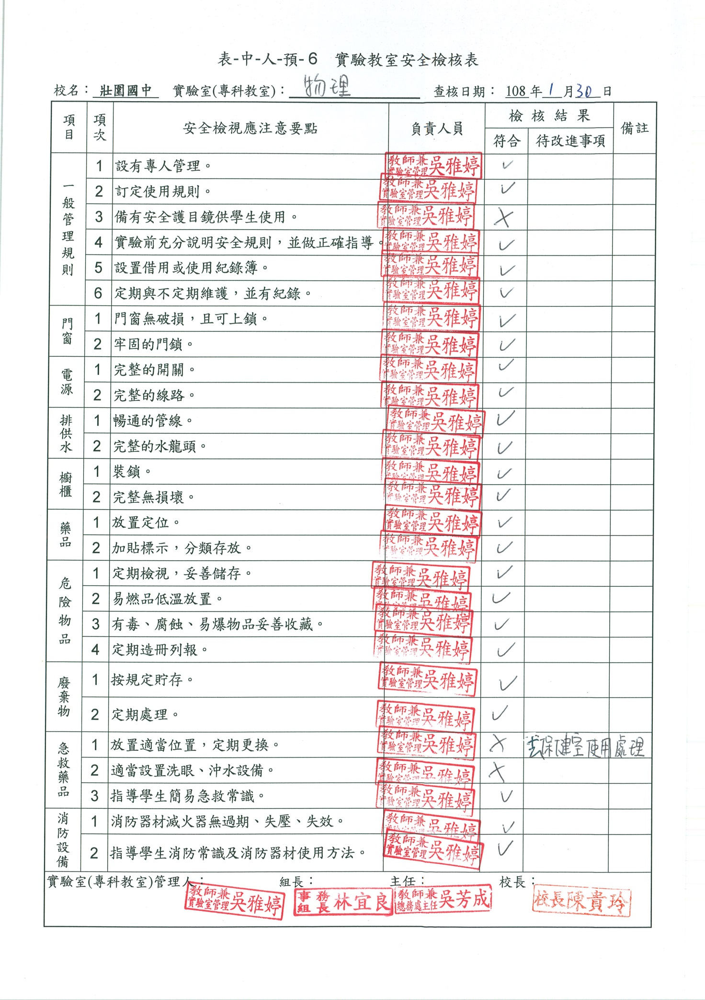 表-中-人-預-6 實驗教室安全檢核表
校名： 壯圍國中 實驗室(專科教室)： 物理 查核日期： 108 年 1 月 30 日
項目 項次 安全檢視應注意要點 負責人員 檢核結果 備註
符合 待改進事項
一般管理規則
1 設有專人管理。 教師兼實驗室管理吳雅婷 ✓
2 訂定使用規則。 教師兼實驗室管理吳雅婷 ✓
3 備有安全護目鏡供學生使用。 教師兼實驗室管理吳雅婷 ✗
4 實驗前充分說明安全規則，並做正確指導。 教師兼實驗室管理吳雅婷 ✓
5 設置借用或使用紀錄簿。 教師兼實驗室管理吳雅婷 ✓
6 定期與不定期維護，並有紀錄。 教師兼實驗室管理吳雅婷 ✓
門窗
1 門窗無破損，且可上鎖。 教師兼實驗室管理吳雅婷 ✓
2 牢固的門鎖。 教師兼實驗室管理吳雅婷 ✓
電源
1 完整的開關。 教師兼實驗室管理吳雅婷 ✓
2 完整的線路。 教師兼實驗室管理吳雅婷 ✓
排供水
1 暢通的管線。 教師兼實驗室管理吳雅婷 ✓
2 完整的水龍頭。 教師兼實驗室管理吳雅婷 ✓
櫥櫃
1 裝鎖。 教師兼實驗室管理吳雅婷 ✓
2 完整無損壞。 教師兼實驗室管理吳雅婷 ✓
藥品
1 放置定位。 教師兼實驗室管理吳雅婷 ✓
2 加貼標示，分類存放。 教師兼實驗室管理吳雅婷 ✓
危險物品
1 定期檢視，妥善儲存。 教師兼實驗室管理吳雅婷 ✓
2 易燃品低溫放置。 教師兼實驗室管理吳雅婷 ✓
3 有毒、腐蝕、易爆物品妥善收藏。 教師兼實驗室管理吳雅婷 ✓
4 定期造冊列報。 教師兼實驗室管理吳雅婷 ✓
廢棄物
1 按規定貯存。 教師兼實驗室管理吳雅婷 ✓
2 定期處理。 教師兼實驗室管理吳雅婷 ✓
急救藥品
1 放置適當位置，定期更換。 教師兼實驗室管理吳雅婷 ✗ 去保健室使用處理
2 適當設置洗眼、沖水設備。 教師兼實驗室管理吳雅婷 ✗
3 指導學生簡易急救常識。 教師兼實驗室管理吳雅婷 ✓
消防設備
1 消防器材滅火器無過期、失壓、失效。 教師兼實驗室管理吳雅婷 ✓
2 指導學生消防常識及消防器材使用方法。 教師兼實驗室管理吳雅婷 ✓
實驗室(專科教室)管理人： 組長： 主任： 校長：
教師兼實驗室管理吳雅婷 事務組長林宜良 教師兼總務處主任吳芳成 校長陳貴玲